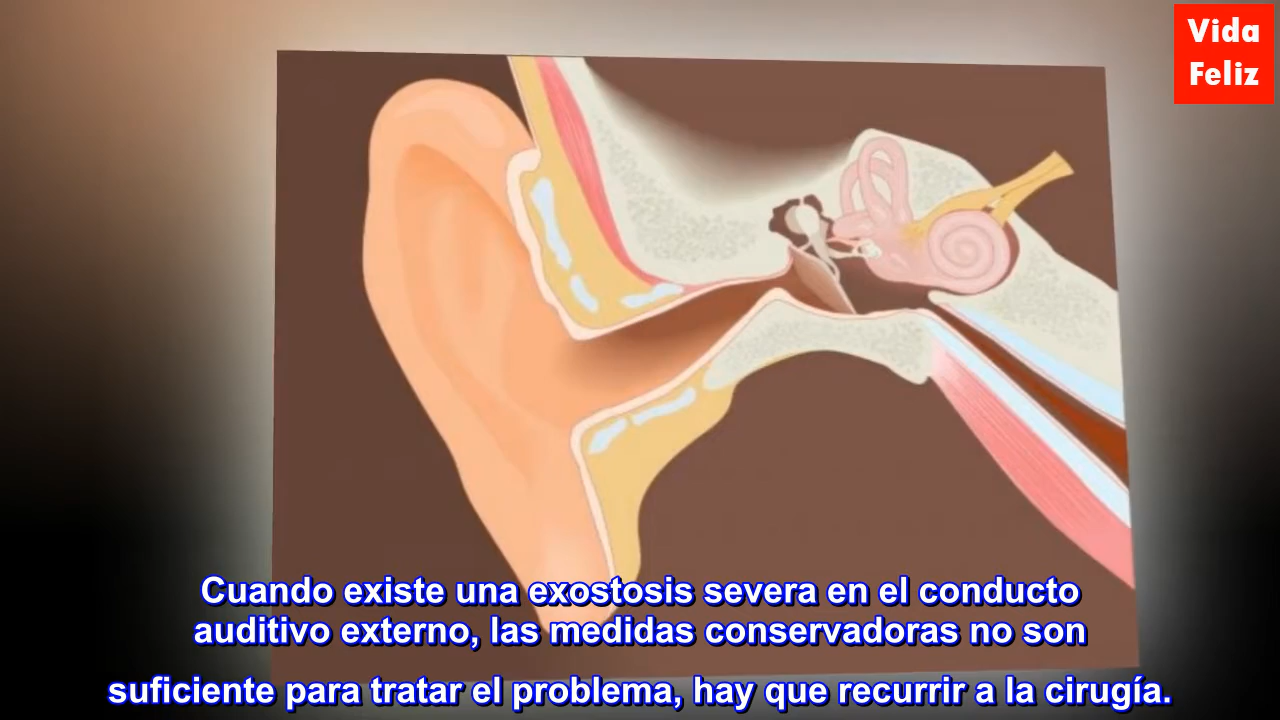 Vida
Feliz
Cuando existe una exostosis severa en el conducto
auditivo externo, las medidas conservadoras no son
suficiente para tratar el problema, hay que recurrir a la cirugía.